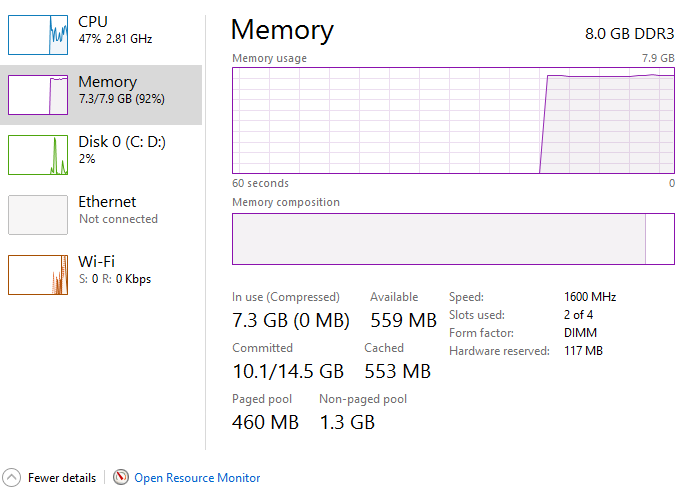 CPU
47% 2.81 GHz
Memory
7.3/7.9 GB (92%)
Disk 0 (C: D:)
2%
Ethernet
Not connected
Wi-Fi
S: 0 R: 0 Kbps
Memory
8.0 GB DDR3
Memory usage
7.9 GB
60 seconds
0
Memory composition
In use (Compressed)
Available
7.3 GB (0 MB)
559 MB
Committed
Cached
10.1/14.5 GB
553 MB
Paged pool
Non-paged pool
460 MB
1.3 GB
Speed:
1600 MHz
Slots used:
2 of 4
Form factor:
DIMM
Hardware reserved:
117 MB
Fewer details
Open Resource Monitor